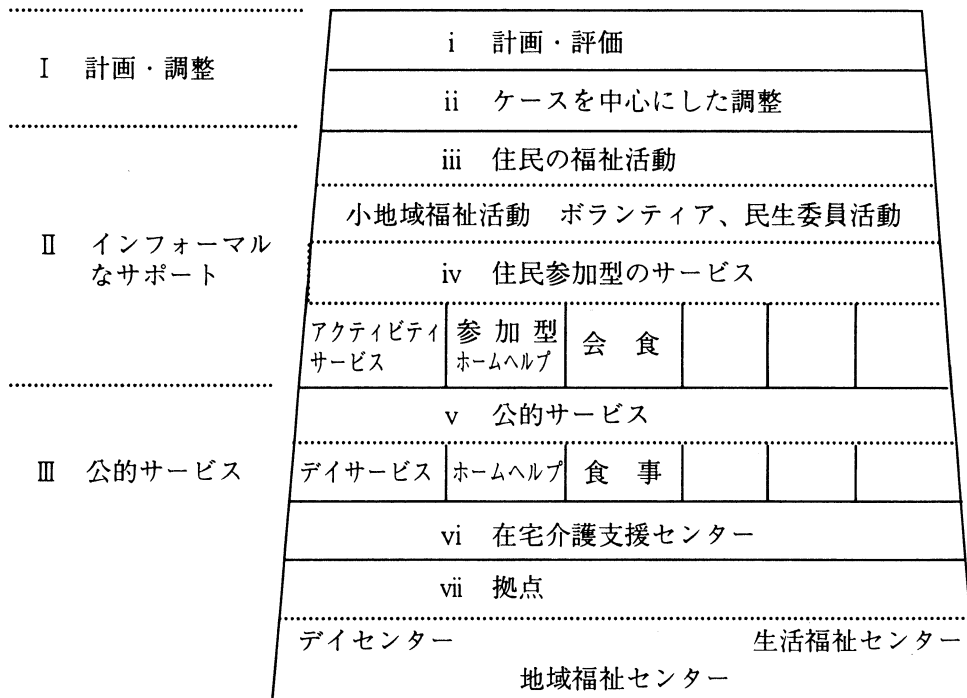 Ⅰ 計画・調整
ⅰ 計画・評価
ⅱ ケースを中心にした調整
Ⅱ インフォーマル
なサポート
ⅲ 住民の福祉活動
小地域福祉活動 ボランティア、民生委員活動
ⅳ 住民参加型のサービス
アクティビティ
サービス
参加型
ホームヘルプ
会食
Ⅲ 公的サービス
ⅴ 公的サービス
デイサービス ホームヘルプ 食事
ⅵ 在宅介護支援センター
ⅶ 拠点
デイセンター 生活福祉センター
地域福祉センター